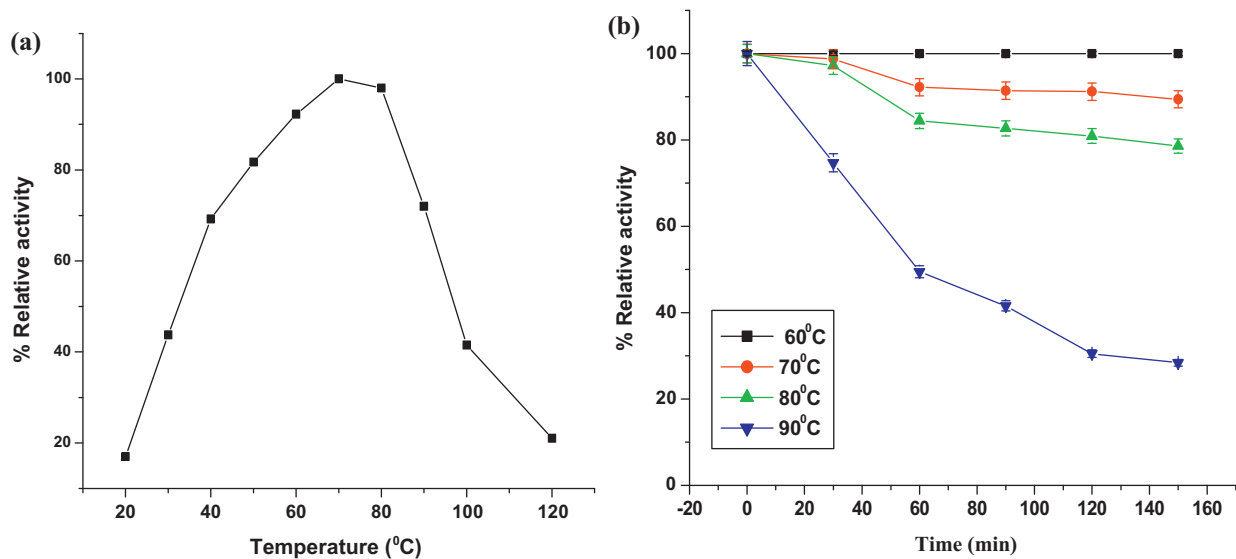 (a)
% Relative activity
100
80
60
40
20
20 40 60 80 100 120
Temperature (⁰C)
(b)
% Relative activity
100
80
60
40
20
0
-20 0 20 40 60 80 100 120 140 160
Time (min)
60⁰C
70⁰C
80⁰C
90⁰C